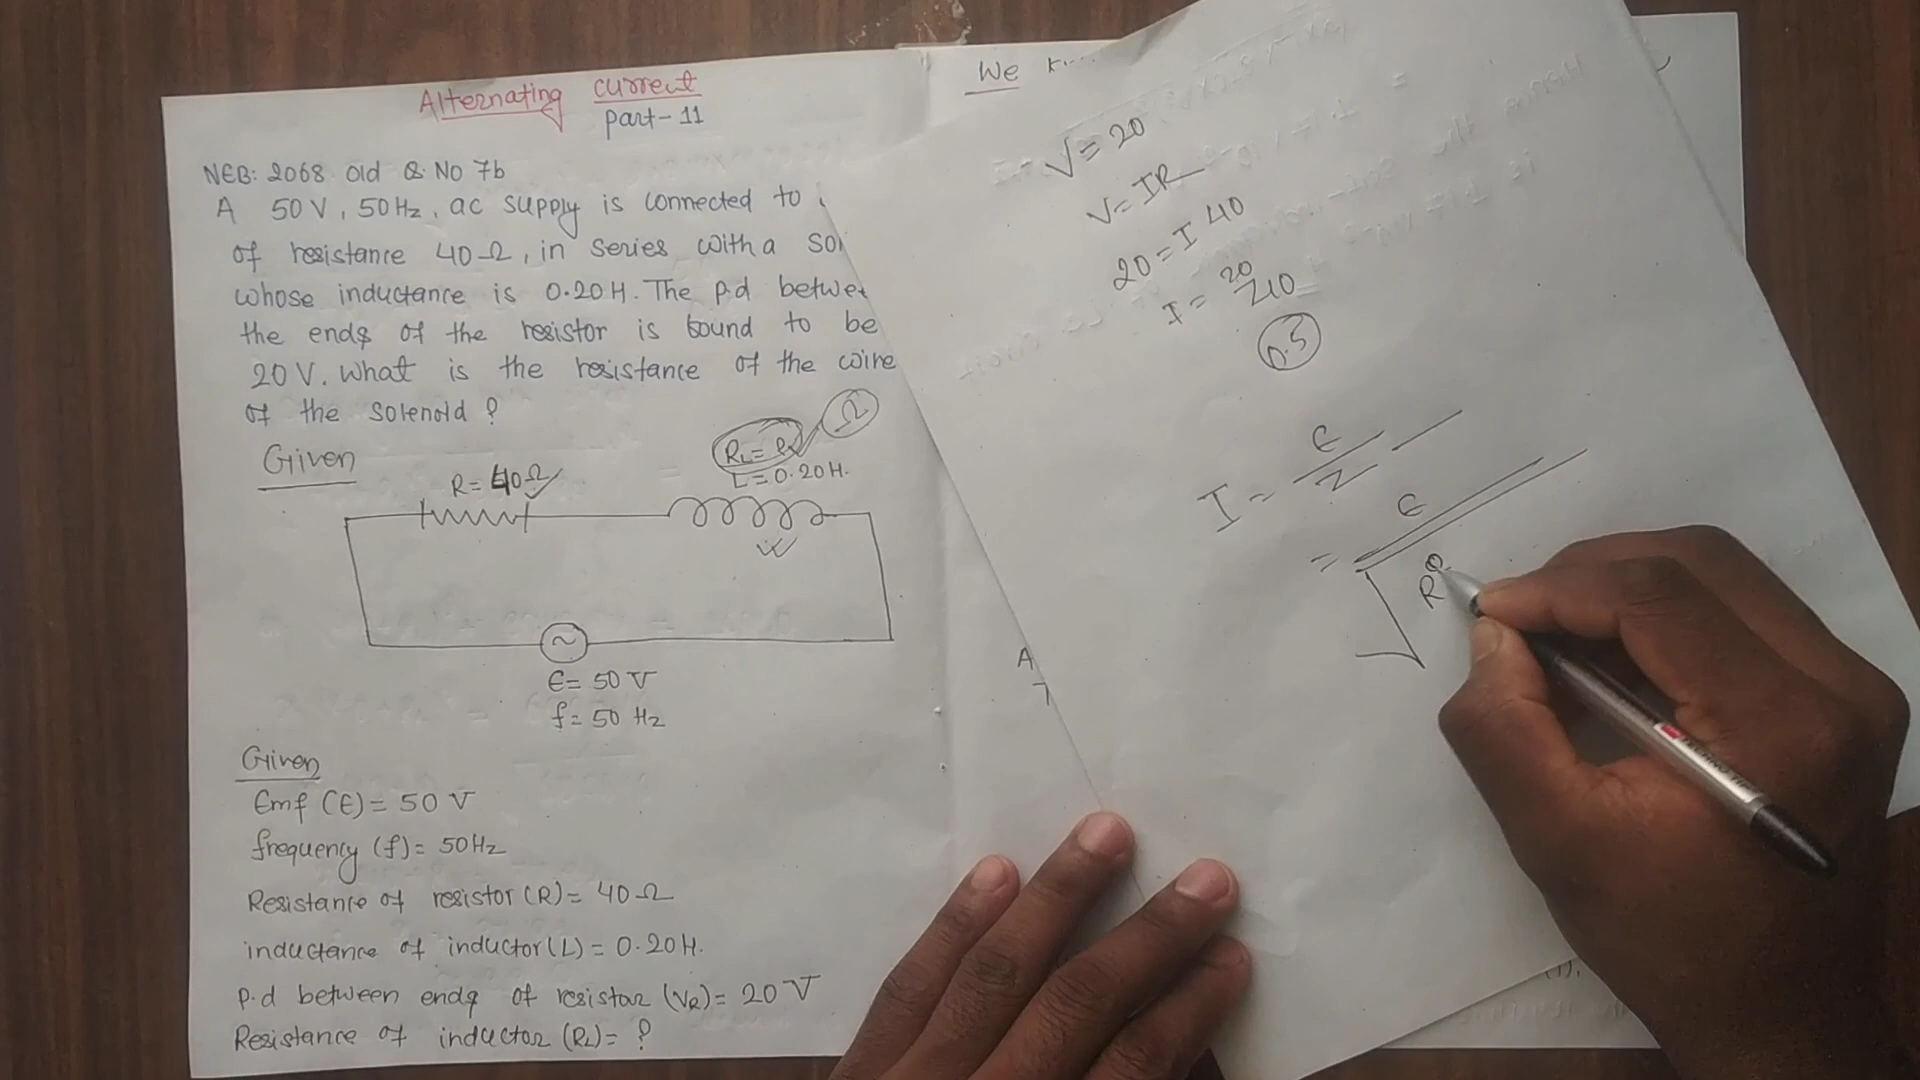 Alternating current
part-11
NEB: 2068 old Q. No 7b
A 50 V, 50 Hz, ac supply is connected to
of resistance 40 Ω, in series with a sol
whose inductance is 0.20 H. The p.d betwe
the ends of the resistor is found to be
20 V. What is the resistance of the wire
of the solenoid ?
Given
R = 40Ω
RL =
Ω
L = 0.20 H.
~
E = 50 V
f = 50 Hz
Given
Emf (E) = 50 V
frequency (f) = 50 Hz
Resistance of resistor (R) = 40 Ω
inductance of inductor (L) = 0.20 H.
p.d between ends of resistor (VR) = 20 V
Resistance of inductor (RL) = ?
We
V = 20
V = IR
20 = I 40
I = 20/40
0.5
I = E/Z
= E
√R
A
(1),